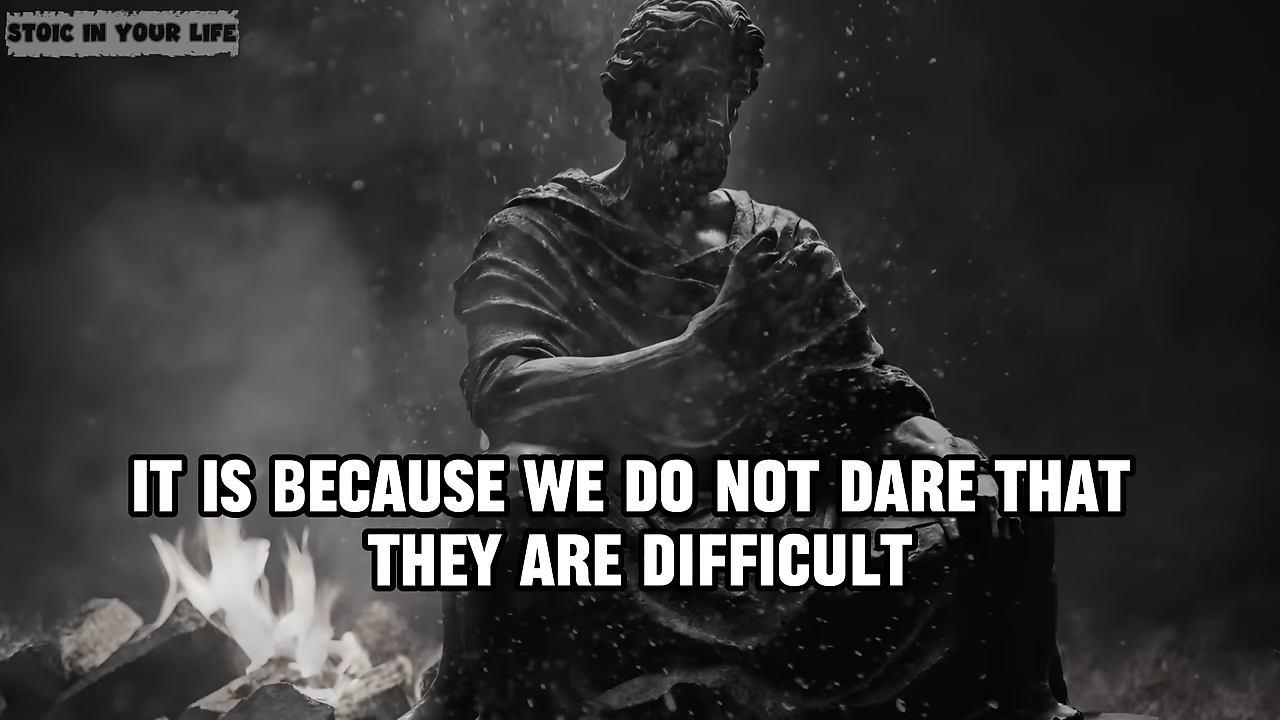 STOIC IN YOUR LIFE
IT IS BECAUSE WE DO NOT DARE THAT
THEY ARE DIFFICULT